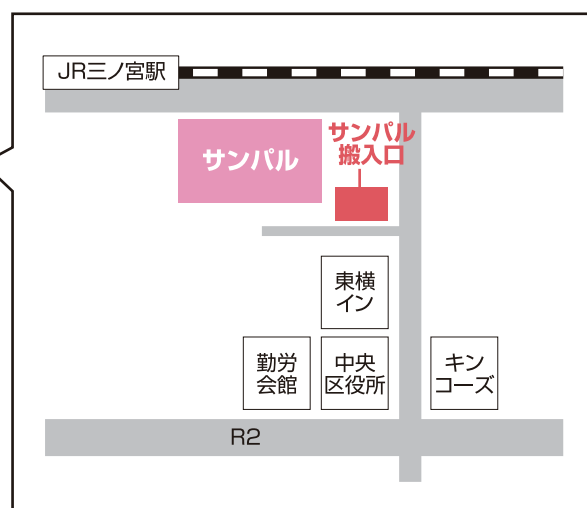 JR三ノ宮駅
サンパル
サンパル
搬入口
東横
イン
勤労
会館
中央
区役所
キン
コーズ
R2